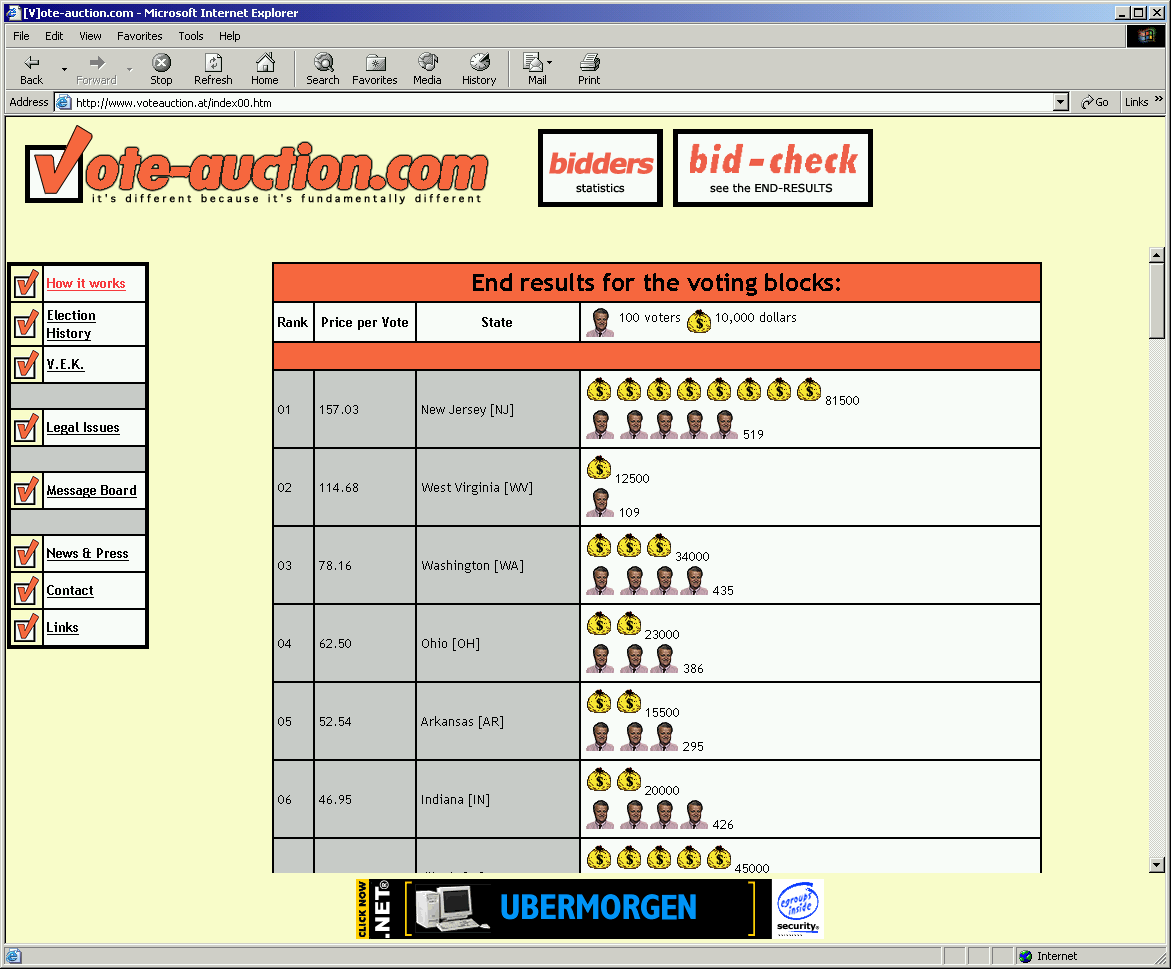 [V]ote-auction.com - Microsoft Internet Explorer
File Edit View Favorites Tools Help
Back Forward Stop Refresh Home Search Favorites Media History Mail Print
Address http://www.voteauction.at/index00.htm Go Links »
Vote-auction.com
it's different because it's fundamentally different
bidders
statistics
bid-check
see the END-RESULTS
How it works
Election
History
V.E.K.
Legal Issues
Message Board
News & Press
Contact
Links
End results for the voting blocks:
Rank Price per Vote State 100 voters 10,000 dollars
01 157.03 New Jersey [NJ] 81500
519
02 114.68 West Virginia [WV] 12500
109
03 78.16 Washington [WA] 34000
435
04 62.50 Ohio [OH] 23000
386
05 52.54 Arkansas [AR] 15500
295
06 46.95 Indiana [IN] 20000
426
45000
CLICK NOW
.NET®
[ UBERMORGEN ]
egroups
inside
security
Internet